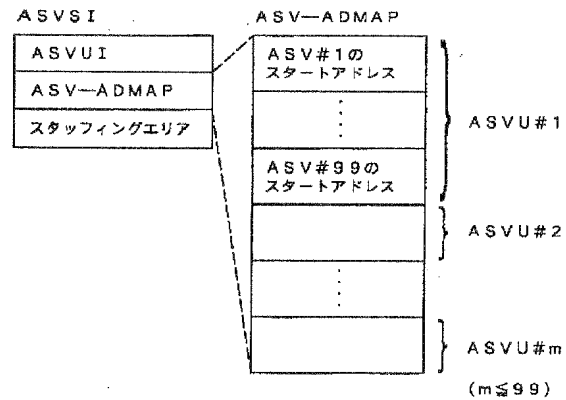 ASVSI
ASVUI
ASV—ADMAP
スタッフィングエリア
ASV—ADMAP
ASV#1の
スタートアドレス
ASV#99の
スタートアドレス
ASVU#1
ASVU#2
ASVU#m
(m≦99)